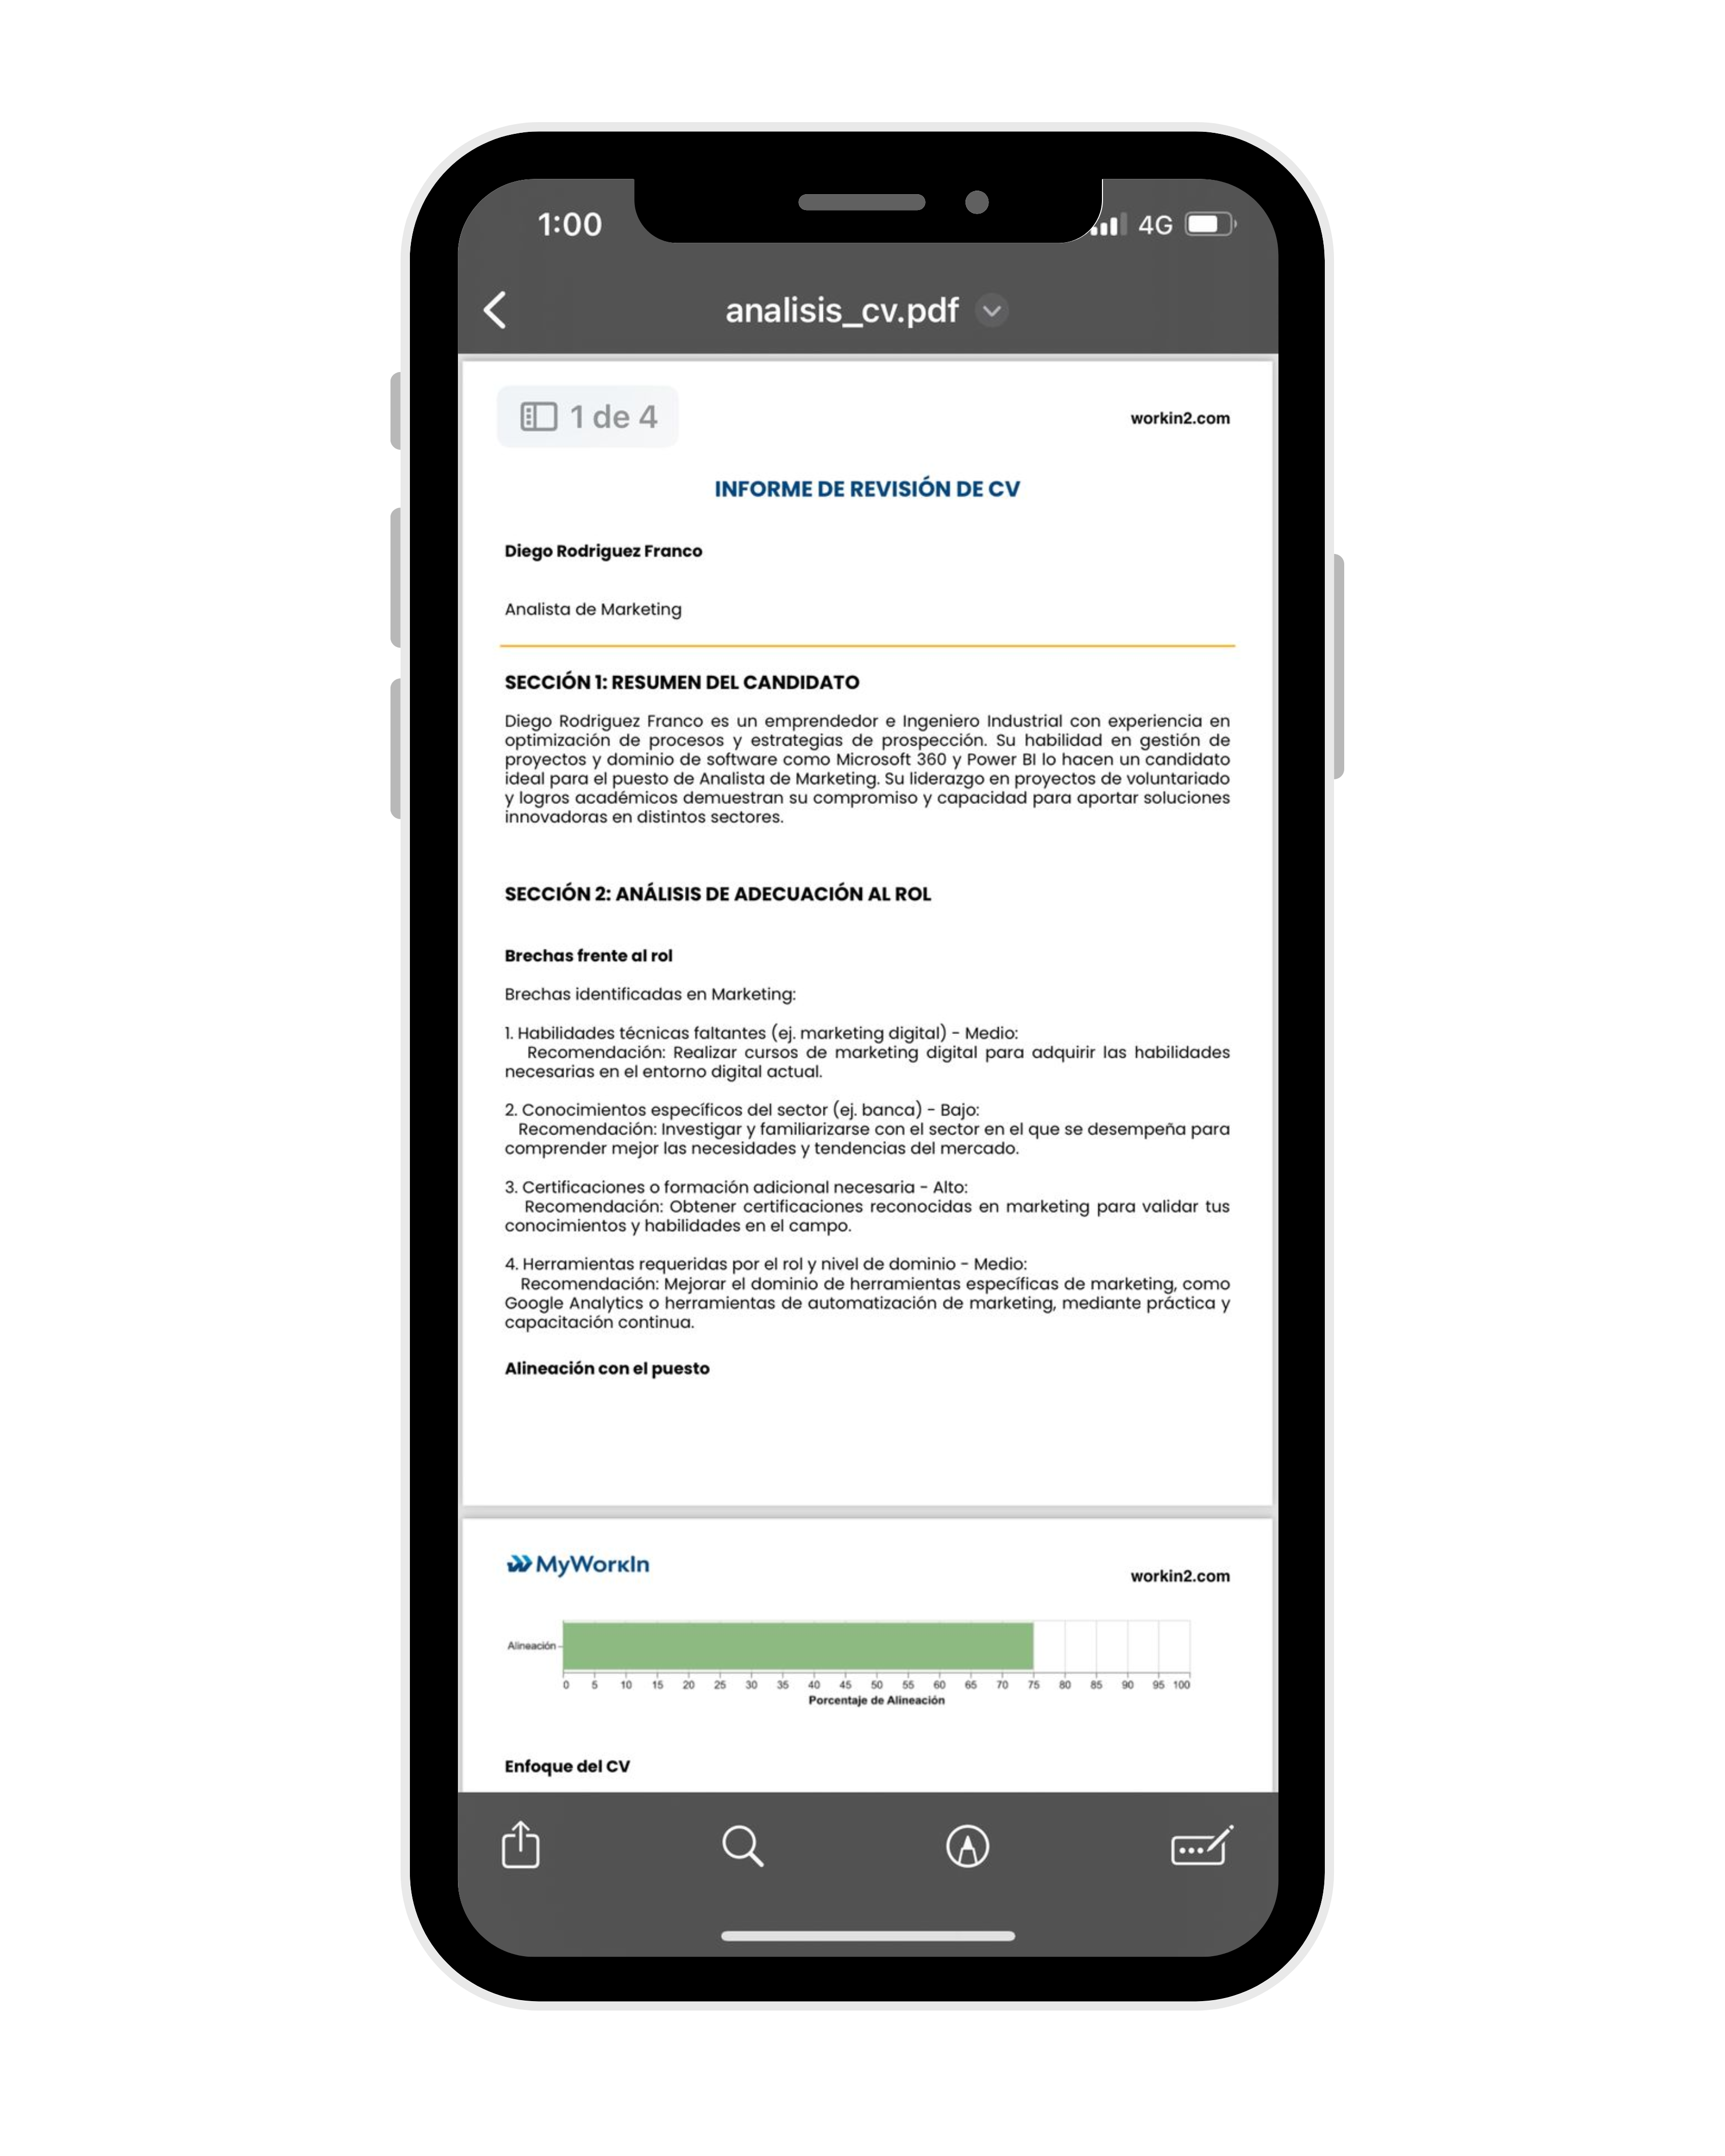 1:00
4G
analisis_cv.pdf
1 de 4
workin2.com
INFORME DE REVISIÓN DE CV
Diego Rodriguez Franco
Analista de Marketing
SECCIÓN 1: RESUMEN DEL CANDIDATO
Diego Rodriguez Franco es un emprendedor e Ingeniero Industrial con experiencia en
optimización de procesos y estrategias de prospección. Su habilidad en gestión de
proyectos y dominio de software como Microsoft 360 y Power BI lo hacen un candidato
ideal para el puesto de Analista de Marketing. Su liderazgo en proyectos de voluntariado
y logros académicos demuestran su compromiso y capacidad para aportar soluciones
innovadoras en distintos sectores.
SECCIÓN 2: ANÁLISIS DE ADECUACIÓN AL ROL
Brechas frente al rol
Brechas identificadas en Marketing:
1. Habilidades técnicas faltantes (ej. marketing digital) - Medio:
Recomendación: Realizar cursos de marketing digital para adquirir las habilidades
necesarias en el entorno digital actual.
2. Conocimientos específicos del sector (ej. banca) - Bajo:
Recomendación: Investigar y familiarizarse con el sector en el que se desempeña para
comprender mejor las necesidades y tendencias del mercado.
3. Certificaciones o formación adicional necesaria - Alto:
Recomendación: Obtener certificaciones reconocidas en marketing para validar tus
conocimientos y habilidades en el campo.
4. Herramientas requeridas por el rol y nivel de dominio - Medio:
Recomendación: Mejorar el dominio de herramientas específicas de marketing, como
Google Analytics o herramientas de automatización de marketing, mediante práctica y
capacitación continua.
Alineación con el puesto
MyWorkIn
workin2.com
Alineación
0 5 10 15 20 25 30 35 40 45 50 55 60 65 70 75 80 85 90 95 100
Porcentaje de Alineación
Enfoque del CV